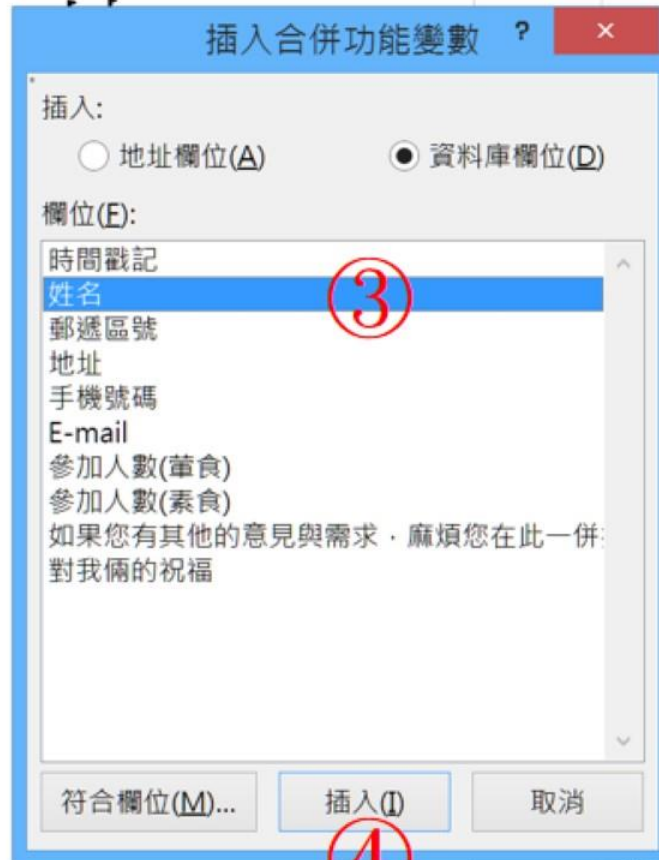 插入合併功能變數 ? ×
插入:
地址欄位(A) 資料庫欄位(D)
欄位(F):
時間戳記
姓名 ③
郵遞區號
地址
手機號碼
E-mail
參加人數(葷食)
參加人數(素食)
如果您有其他的意見與需求，麻煩您在此一併
對我倆的祝福
符合欄位(M)... 插入(I) 取消
④